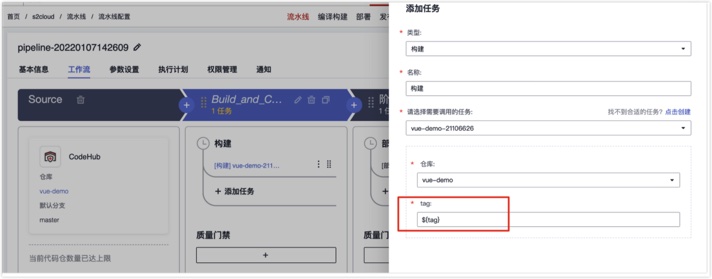 首页 / s2cloud / 流水线 / 流水线配置
流水线 编译构建 部署
pipeline-20220107142609
基本信息 工作流 参数设置 执行计划 权限管理 通知
Source
Build_and_C...
1 任务
阶
CodeHub
仓库
vue-demo
默认分支
master
当前代码仓数量已达上限
构建
[构建] vue-demo-211...
+ 添加任务
质量门禁
+
部
质量
添加任务
* 类型:
构建
* 名称:
构建
* 请选择需要调用的任务:
找不到合适的任务? 点击创建
vue-demo-21106626
* 仓库:
vue-demo
* tag:
${tag}